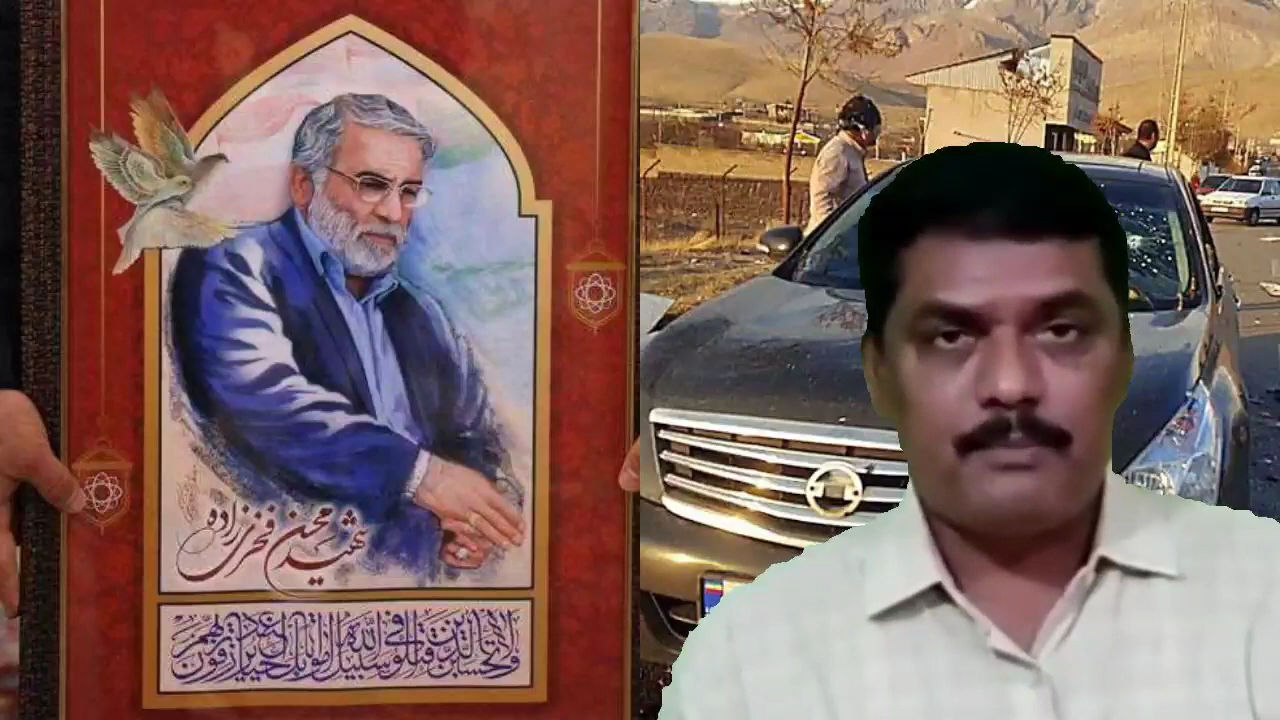 شهید محسن فخری زاده
ولا تحسبن الذین قتلوا فی سبیل الله امواتا بل احیاء عند ربهم یرزقون